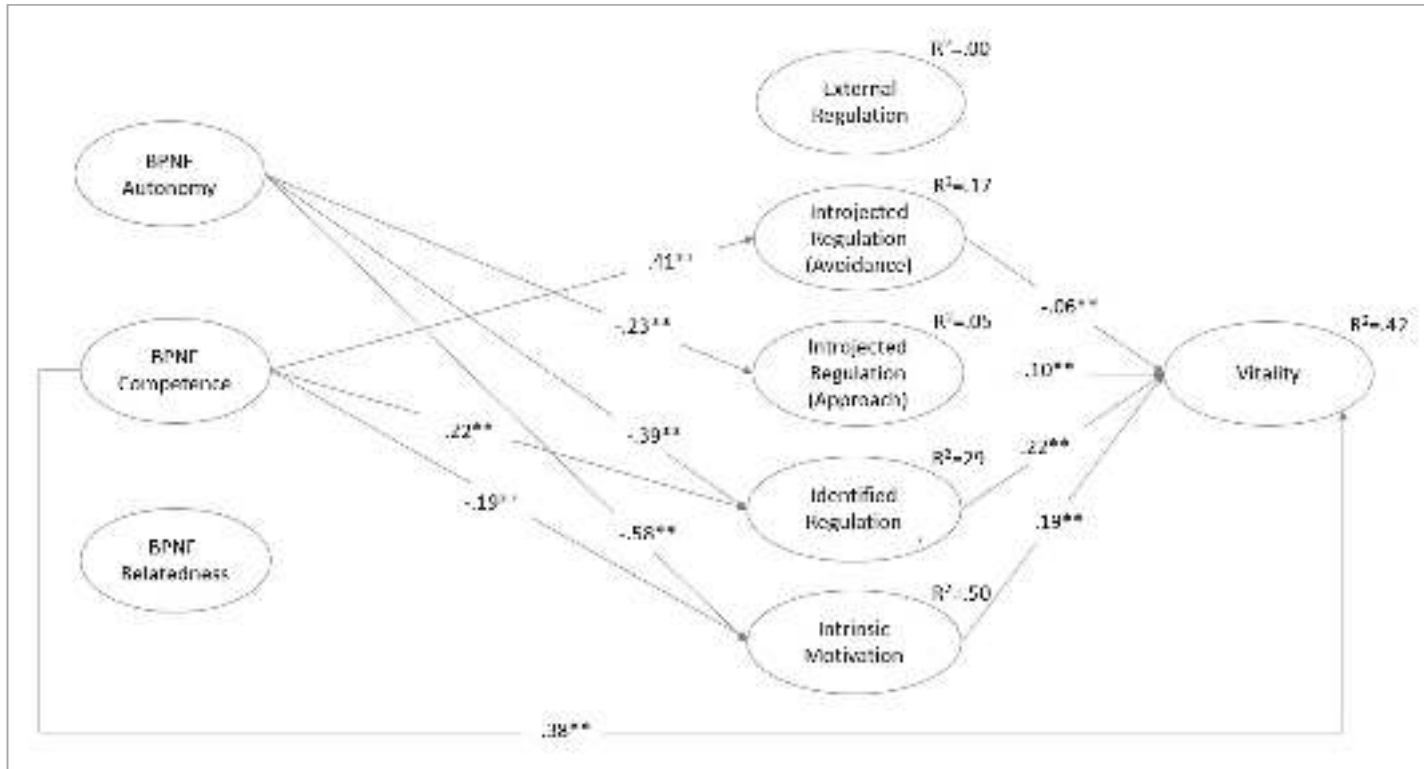 R²=.00
External
Regulation
BPNF
Autonomy
R²=.17
Introjected
Regulation
(Avoidance)
.41**
-.06**
-.23**
R²=.05
Introjected
Regulation
(Approach)
.10**
R²=.42
Vitality
BPNF
Competence
.22**
-.39**
R²=29
Identified
Regulation
.22**
-.19**
-.58**
.19**
BPNF
Relatedness
R²=.50
Intrinsic
Motivation
.38**